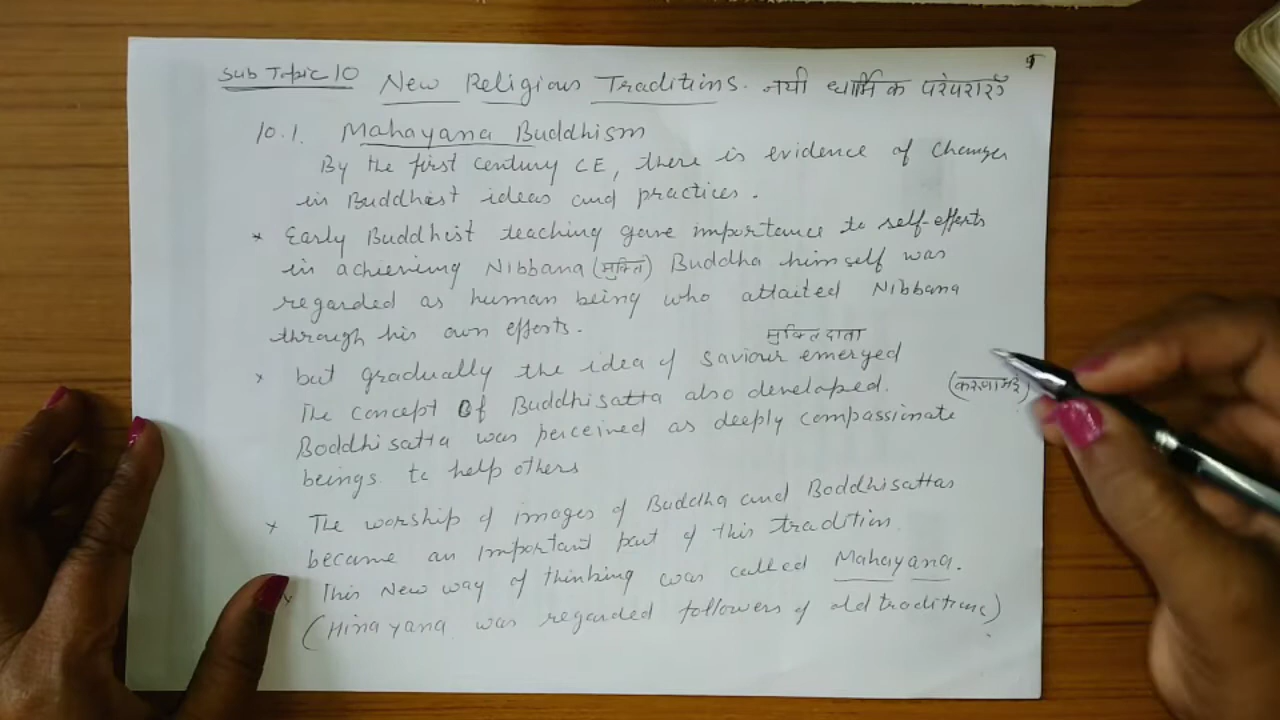 Sub Topic 10 New Religious Traditions. नयी धार्मिक परंपराएँ
10.1. Mahayana Buddhism
By the first century CE, there is evidence of changes
in Buddhist ideas and practices.
* Early Buddhist teaching gave importance to self-efforts
in achieving Nibbana (मुक्ति) Buddha himself was
regarded as human being who attaited Nibbana
through his own efforts.
मुक्तिदाता
* but gradually the idea of saviour emerged
The concept Of Buddhisatta also developed. (करुणामई)
Boddhisatta was perceived as deeply compassionate
beings to help others
* The worship of images of Buddha and Boddhisattas
became an important part of this tradition.
* This New way of thinking was called Mahayana.
(Hinayana was regarded followers of old traditions)